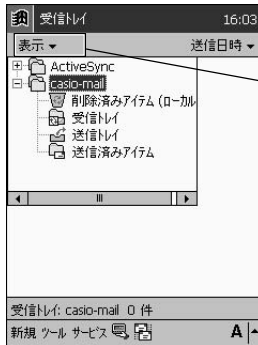 受信トレイ 16:03
表示 送信日時
ActiveSync
casio-mail
削除済みアイテム (ローカル
受信トレイ
送信トレイ
送信済みアイテム
受信トレイ: casio-mail 0 件
新規 ツール サービス A